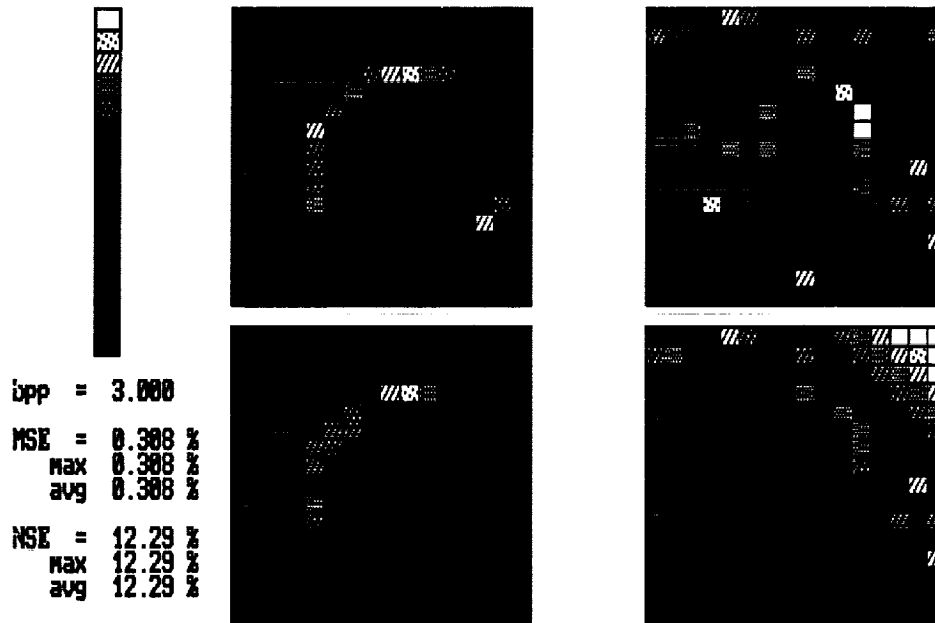 bpp = 3.000
MSE = 0.308 %
max 0.308 %
avg 0.308 %
NSE = 12.29 %
max 12.29 %
avg 12.29 %